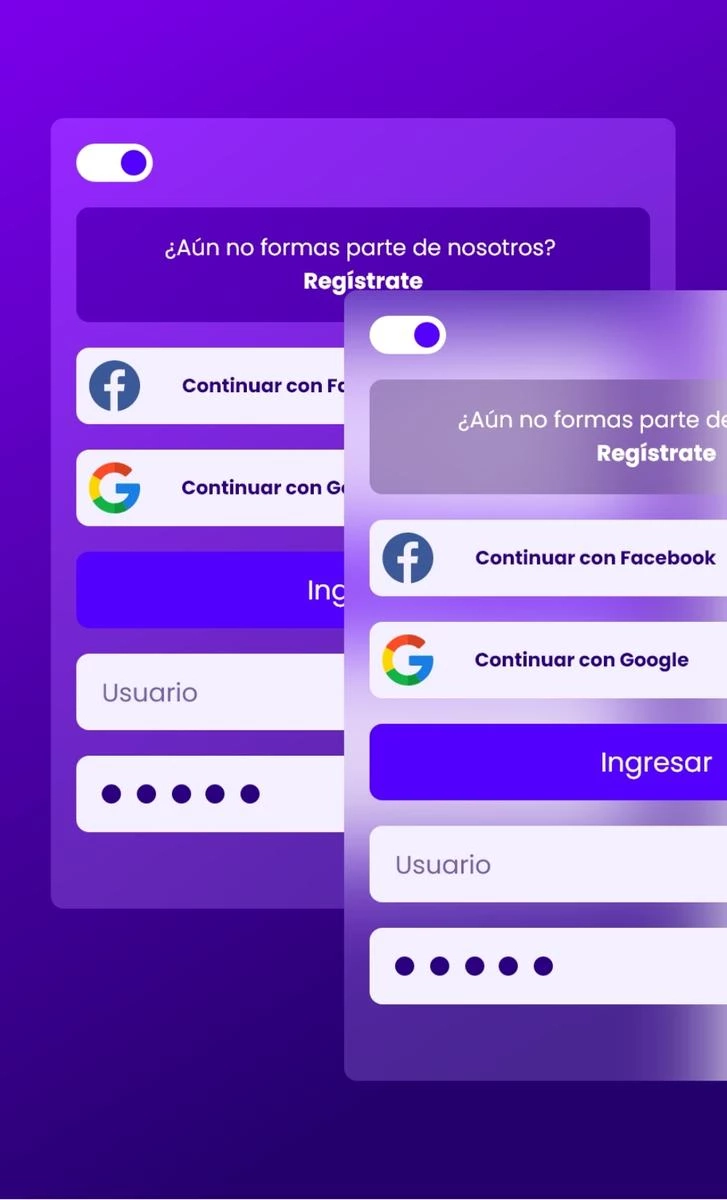 ¿Aún no formas parte de nosotros?
Regístrate
Continuar con Fa
Continuar con Go
Ing
Usuario
¿Aún no formas parte de
Regístrate
Continuar con Facebook
Continuar con Google
Ingresar
Usuario